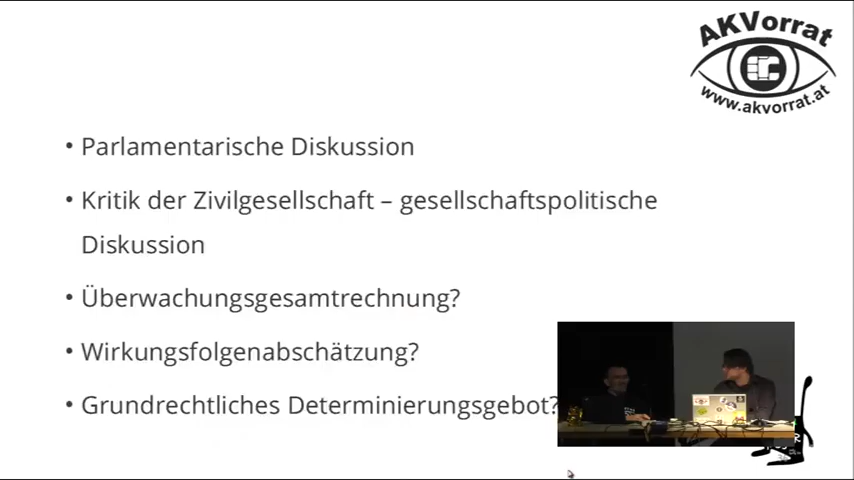 AKVorrat
www.akvorrat.at
• Parlamentarische Diskussion
• Kritik der Zivilgesellschaft – gesellschaftspolitische
Diskussion
• Überwachungsgesamtrechnung?
• Wirkungsfolgenabschätzung?
• Grundrechtliches Determinierungsgebot?